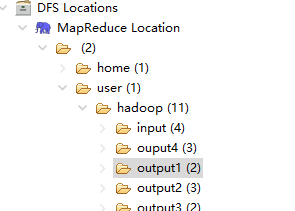 DFS Locations
MapReduce Location
(2)
home (1)
user (1)
hadoop (11)
input (4)
ouput4 (3)
output1 (2)
output2 (3)
output3 (2)